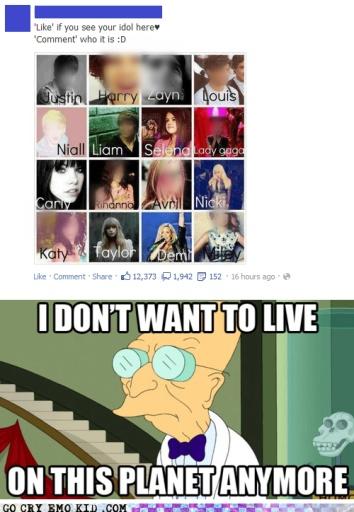 'Like' if you see your idol here♥
'Comment' who it is :D
Justin Harry Zayn Louis
Niall Liam Selena Lady gaga
Carly Rihanna Avril Nicki
Katy Taylor Demi Miley
Like · Comment · Share · 12,373 1,942 152 · 16 hours ago ·
I DON'T WANT TO LIVE
ON THIS PLANET ANYMORE
GO CRY EMO KID .COM